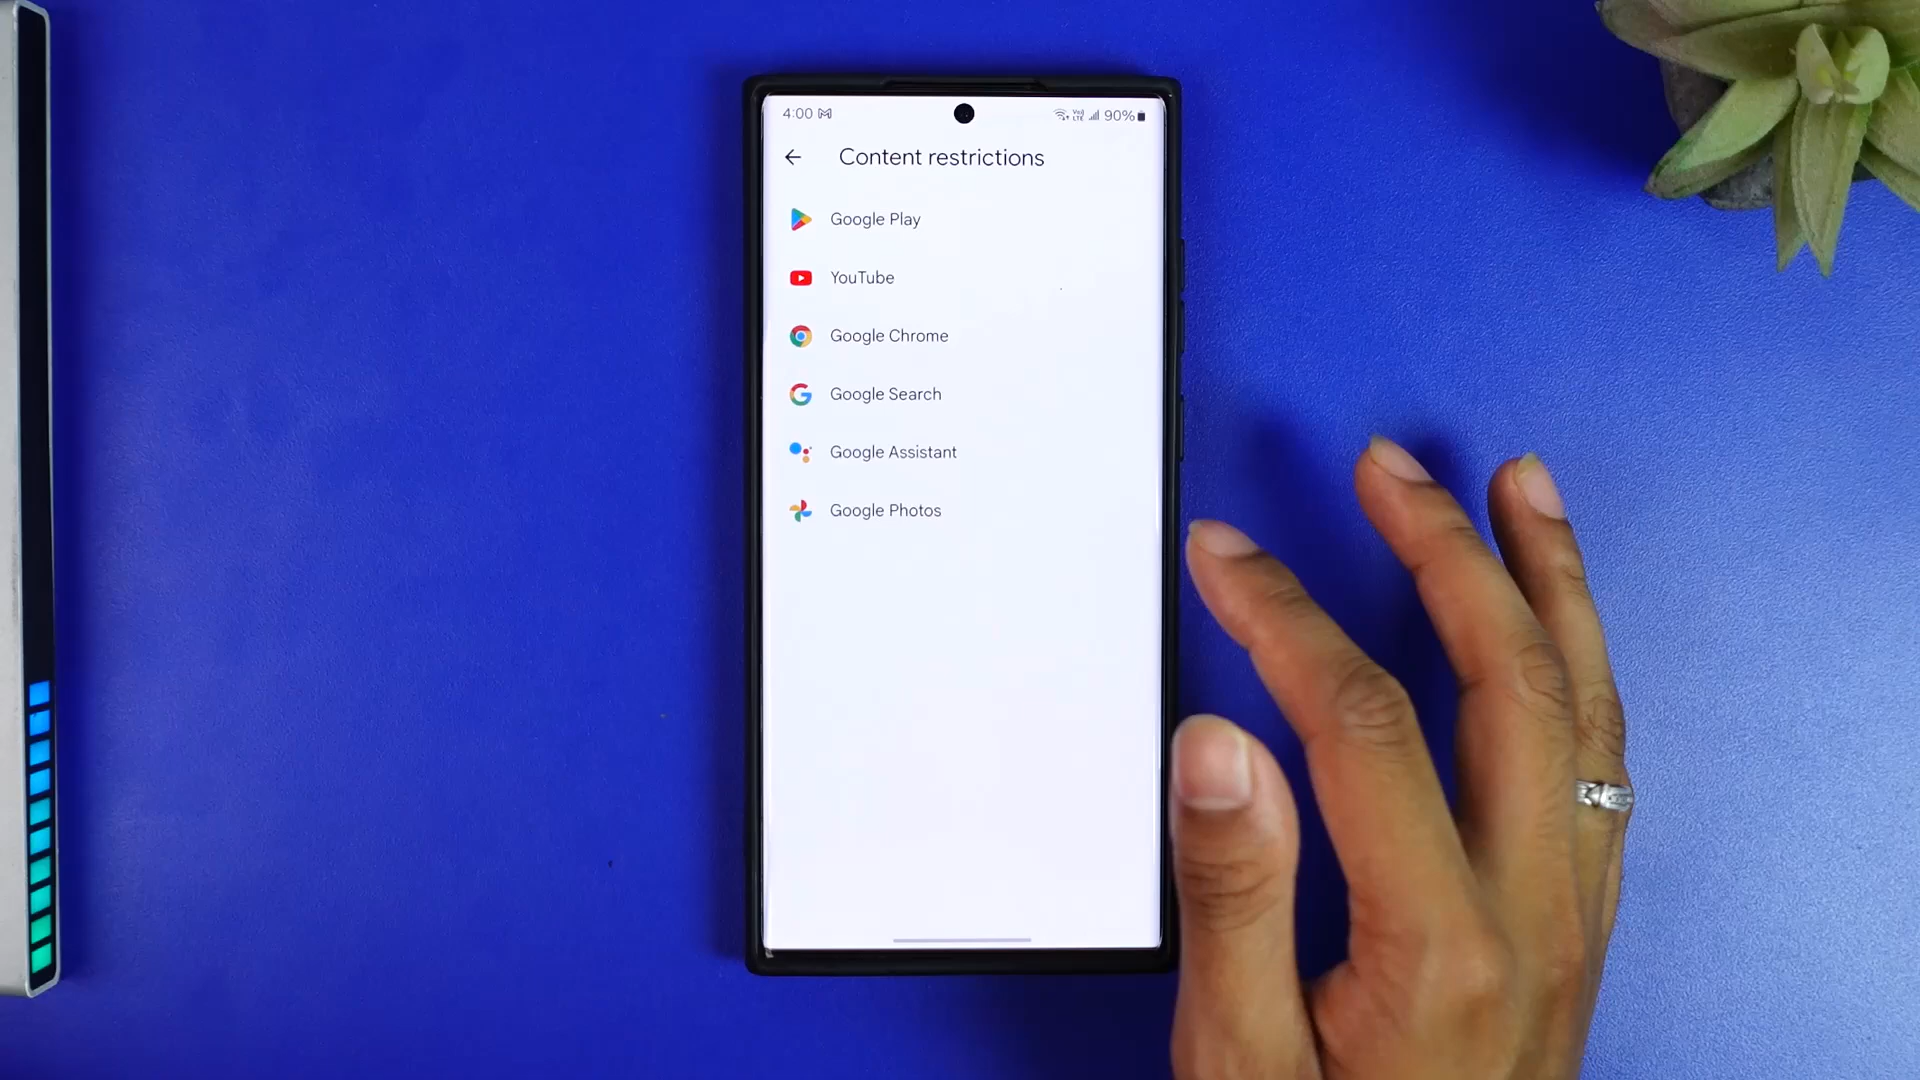 4:00 90%
Content restrictions
Google Play
YouTube
Google Chrome
Google Search
Google Assistant
Google Photos